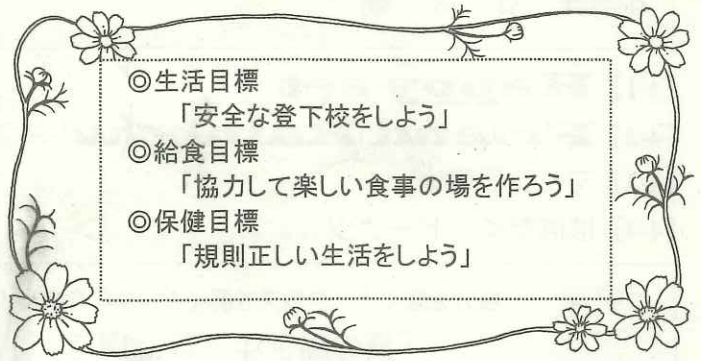 ◎生活目標
「安全な登下校をしよう」
◎給食目標
「協力して楽しい食事の場を作ろう」
◎保健目標
「規則正しい生活をしよう」